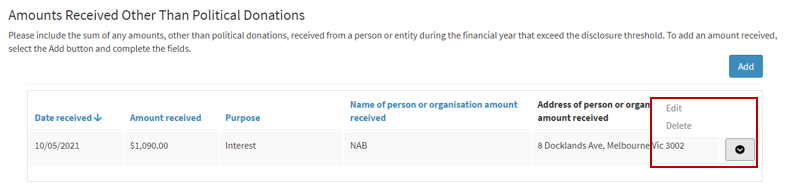 Amounts Received Other Than Political Donations
Please include the sum of any amounts, other than political donations, received from a person or entity during the financial year that exceed the disclosure threshold. To add an amount received,
select the Add button and complete the fields.
Add
Date received Amount received Purpose Name of person or organisation amount received Address of person or organ amount received
Edit
Delete
10/05/2021 $1,090.00 Interest NAB 8 Docklands Ave, Melbourne Vic 3002